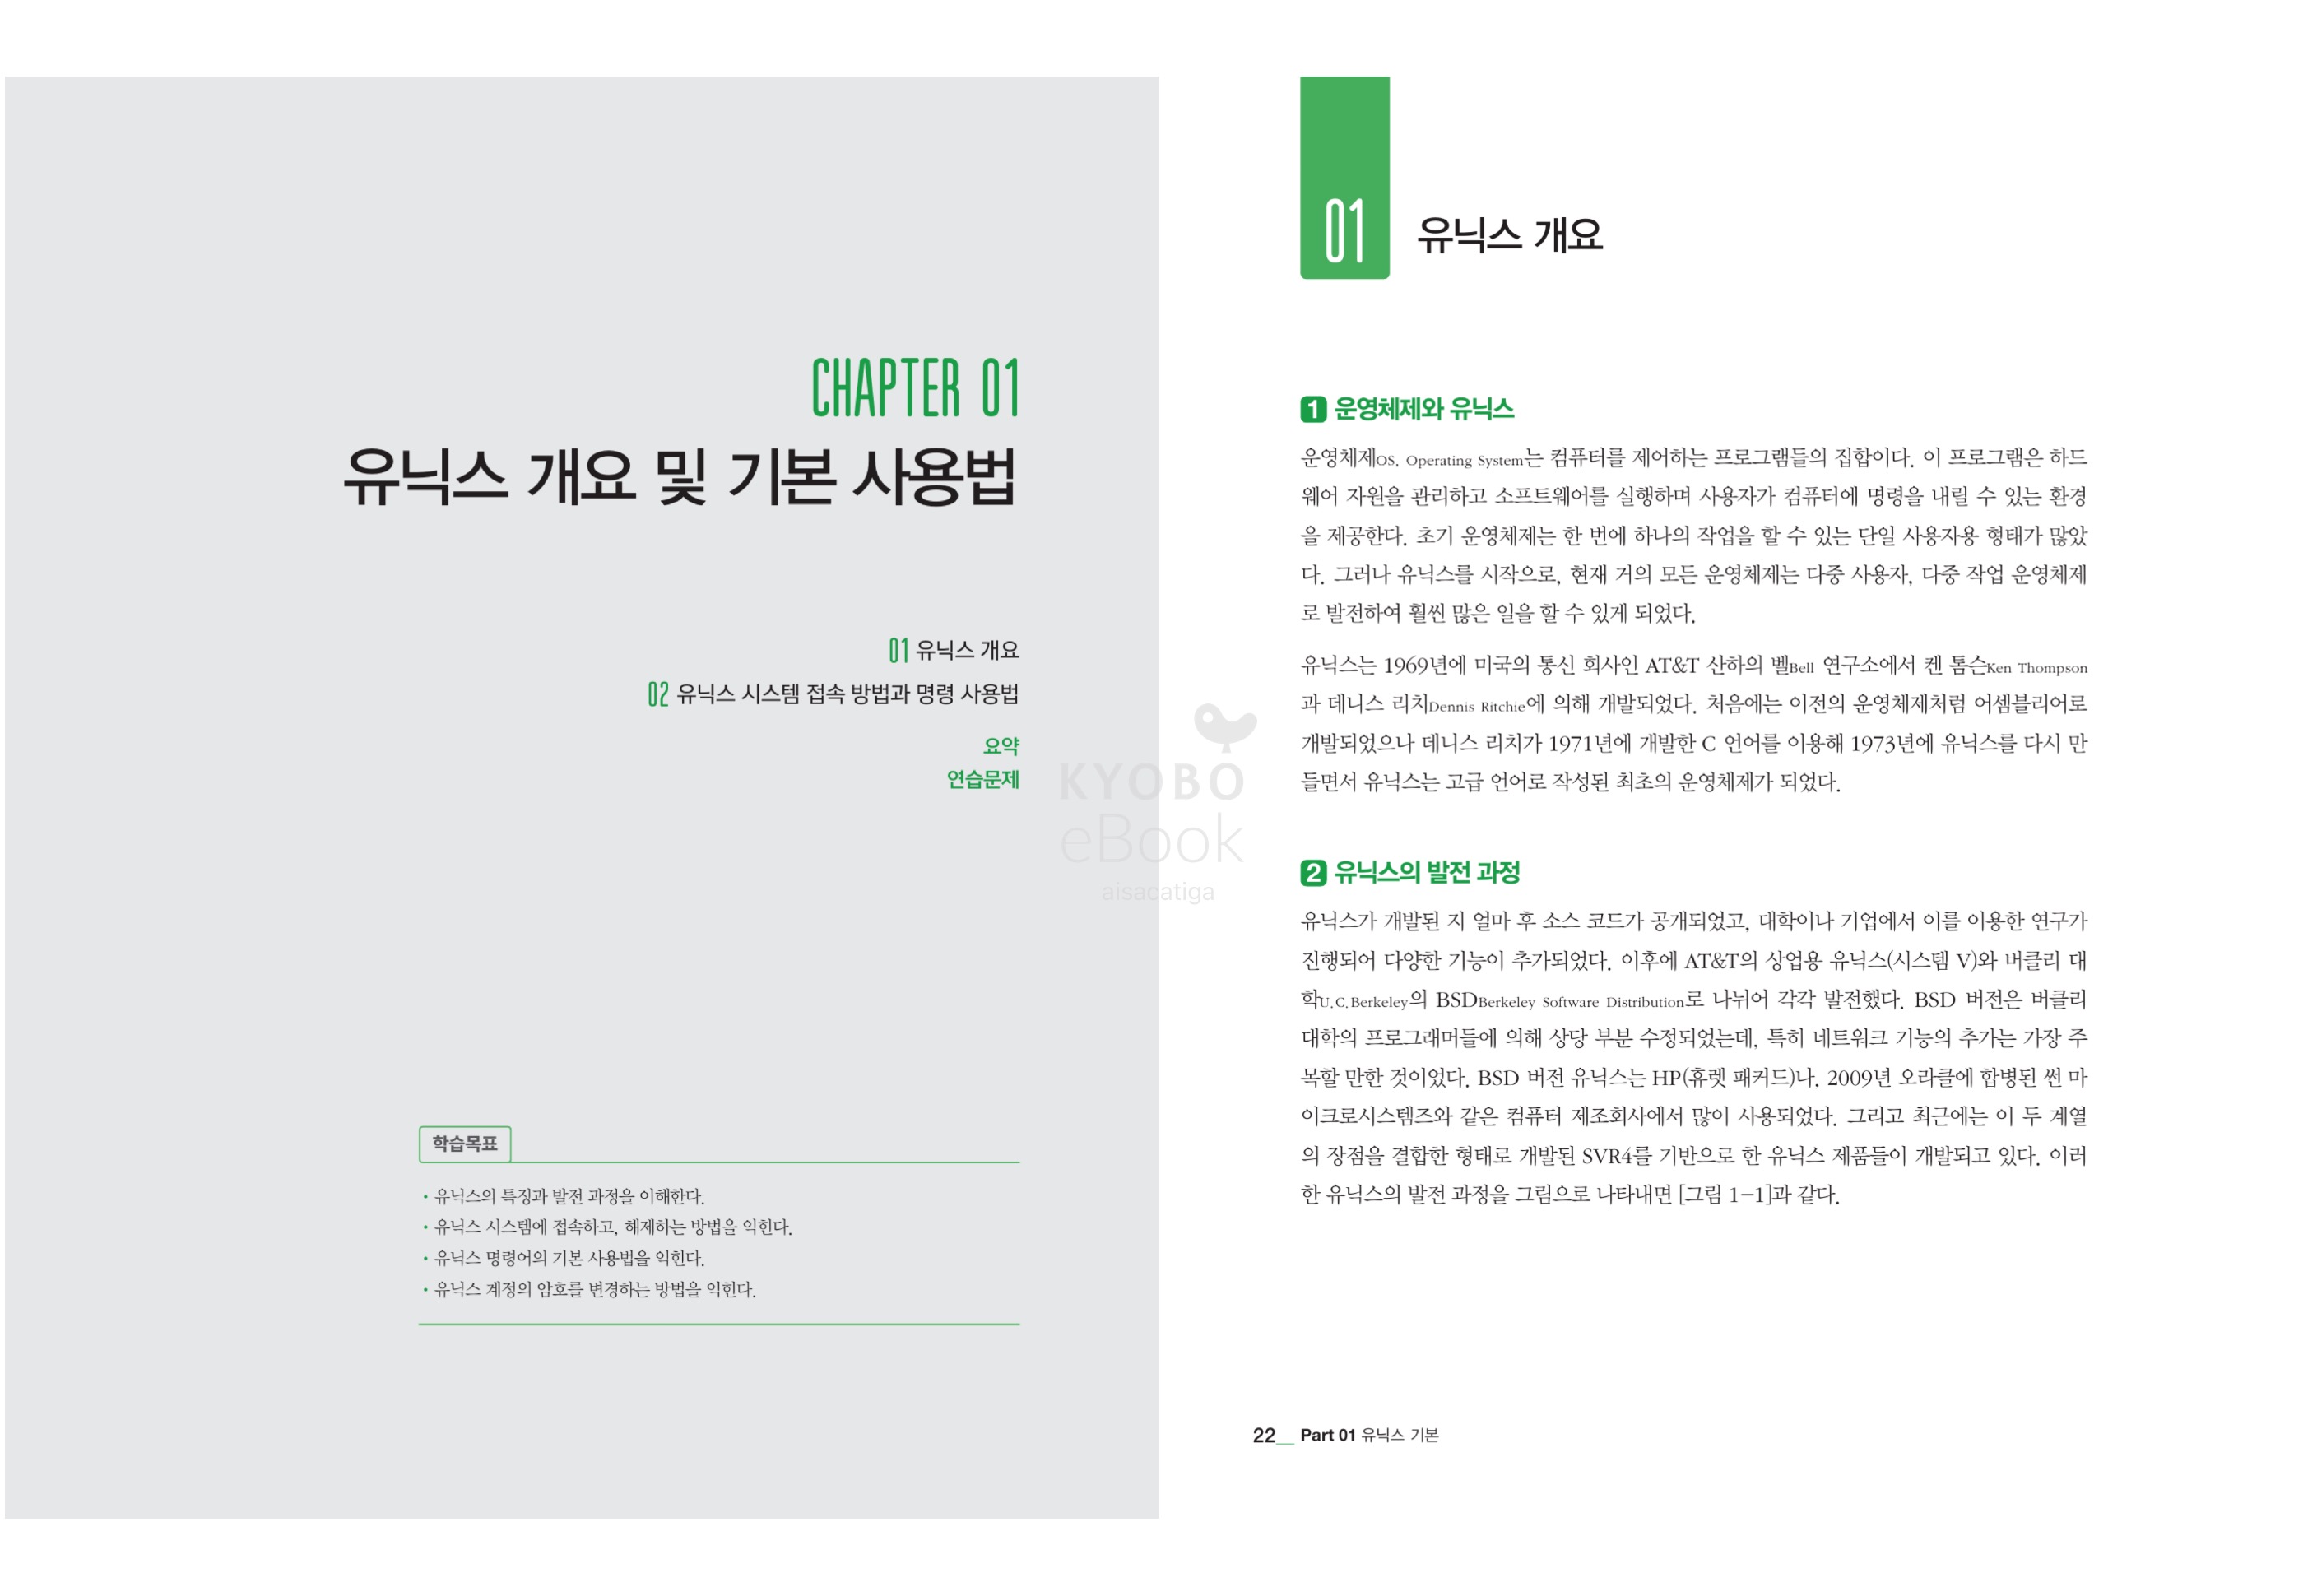 CHAPTER 01
유닉스 개요 및 기본 사용법
01 유닉스 개요
02 유닉스 시스템 접속 방법과 명령 사용법
요약
연습문제
학습목표
• 유닉스의 특징과 발전 과정을 이해한다.
• 유닉스 시스템에 접속하고, 해제하는 방법을 익힌다.
• 유닉스 명령어의 기본 사용법을 익힌다.
• 유닉스 계정의 암호를 변경하는 방법을 익힌다.
KYOBO
eBook
aisacatiga
01 유닉스 개요
1 운영체제와 유닉스
운영체제OS, Operating System는 컴퓨터를 제어하는 프로그램들의 집합이다. 이 프로그램은 하드
웨어 자원을 관리하고 소프트웨어를 실행하며 사용자가 컴퓨터에 명령을 내릴 수 있는 환경
을 제공한다. 초기 운영체제는 한 번에 하나의 작업을 할 수 있는 단일 사용자용 형태가 많았
다. 그러나 유닉스를 시작으로, 현재 거의 모든 운영체제는 다중 사용자, 다중 작업 운영체제
로 발전하여 훨씬 많은 일을 할 수 있게 되었다.
유닉스는 1969년에 미국의 통신 회사인 AT&T 산하의 벨Bell 연구소에서 켄 톰슨Ken Thompson
과 데니스 리치Dennis Ritchie에 의해 개발되었다. 처음에는 이전의 운영체제처럼 어셈블리어로
개발되었으나 데니스 리치가 1971년에 개발한 C 언어를 이용해 1973년에 유닉스를 다시 만
들면서 유닉스는 고급 언어로 작성된 최초의 운영체제가 되었다.
2 유닉스의 발전 과정
유닉스가 개발된 지 얼마 후 소스 코드가 공개되었고, 대학이나 기업에서 이를 이용한 연구가
진행되어 다양한 기능이 추가되었다. 이후에 AT&T의 상업용 유닉스(시스템 V)와 버클리 대
학U.C.Berkeley의 BSDBerkeley Software Distribution로 나뉘어 각각 발전했다. BSD 버전은 버클리
대학의 프로그래머들에 의해 상당 부분 수정되었는데, 특히 네트워크 기능의 추가는 가장 주
목할 만한 것이었다. BSD 버전 유닉스는 HP(휴렛 패커드)나, 2009년 오라클에 합병된 썬 마
이크로시스템즈와 같은 컴퓨터 제조회사에서 많이 사용되었다. 그리고 최근에는 이 두 계열
의 장점을 결합한 형태로 개발된 SVR4를 기반으로 한 유닉스 제품들이 개발되고 있다. 이러
한 유닉스의 발전 과정을 그림으로 나타내면 [그림 1-1]과 같다.
22_ Part 01 유닉스 기본